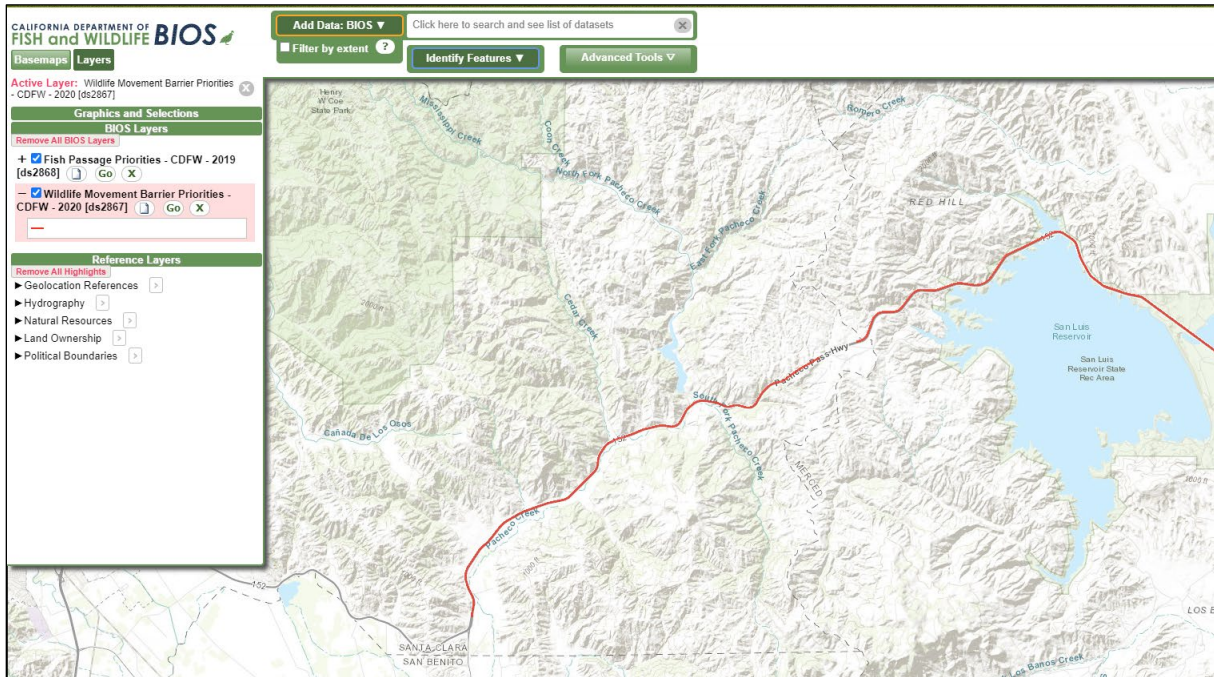 CALIFORNIA DEPARTMENT OF
FISH and WILDLIFE BIOS
Basemaps Layers
Add Data: BIOS ▼
Click here to search and see list of datasets
Filter by extent ?
Identify Features ▼
Advanced Tools ▽
Active Layer: Wildlife Movement Barrier Priorities
- CDFW - 2020 [ds2867]
Graphics and Selections
BIOS Layers
Remove All BIOS Layers
+ Fish Passage Priorities - CDFW - 2019
[ds2868] Go X
– Wildlife Movement Barrier Priorities -
CDFW - 2020 [ds2867] Go X
Reference Layers
Remove All Highlights
►Geolocation References >
►Hydrography >
►Natural Resources >
►Land Ownership >
►Political Boundaries >
Henry
W Coe
State Park
Mississippi Creek
Coon Creek
North Fork Pacheco Creek
East Fork Pacheco Creek
Romero Creek
RED HILL
152
Cedar Creek
2000 ft
San Luis
Reservoir
San Luis
Reservoir State
Rec Area
Pacheco Pass Hwy
South Fork Pacheco Creek
Cañada De Los Osos
152
MERCED
Pacheco Creek
152
SANTA CLARA
SAN BENITO
Los Banos Creek